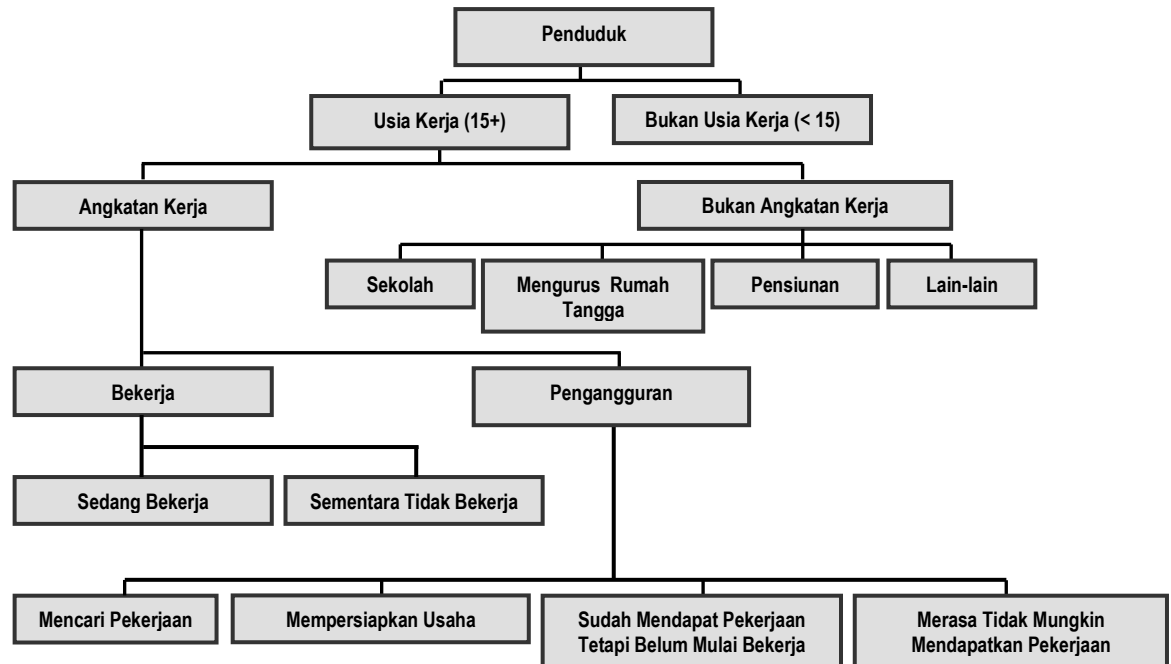 Penduduk
Usia Kerja (15+)
Bukan Usia Kerja (< 15)
Angkatan Kerja
Bukan Angkatan Kerja
Sekolah
Mengurus Rumah
Tangga
Pensiunan
Lain-lain
Bekerja
Pengangguran
Sedang Bekerja
Sementara Tidak Bekerja
Mencari Pekerjaan
Mempersiapkan Usaha
Sudah Mendapat Pekerjaan
Tetapi Belum Mulai Bekerja
Merasa Tidak Mungkin
Mendapatkan Pekerjaan